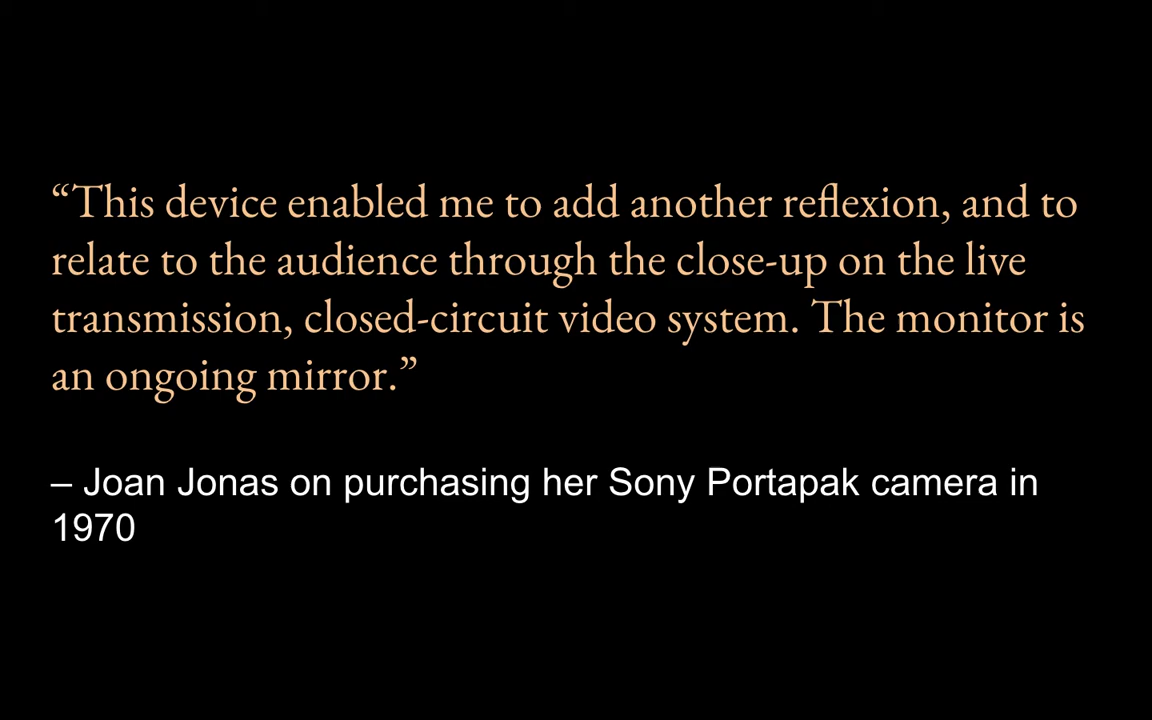 “This device enabled me to add another reflexion, and to
relate to the audience through the close-up on the live
transmission, closed-circuit video system. The monitor is
an ongoing mirror.”
– Joan Jonas on purchasing her Sony Portapak camera in
1970